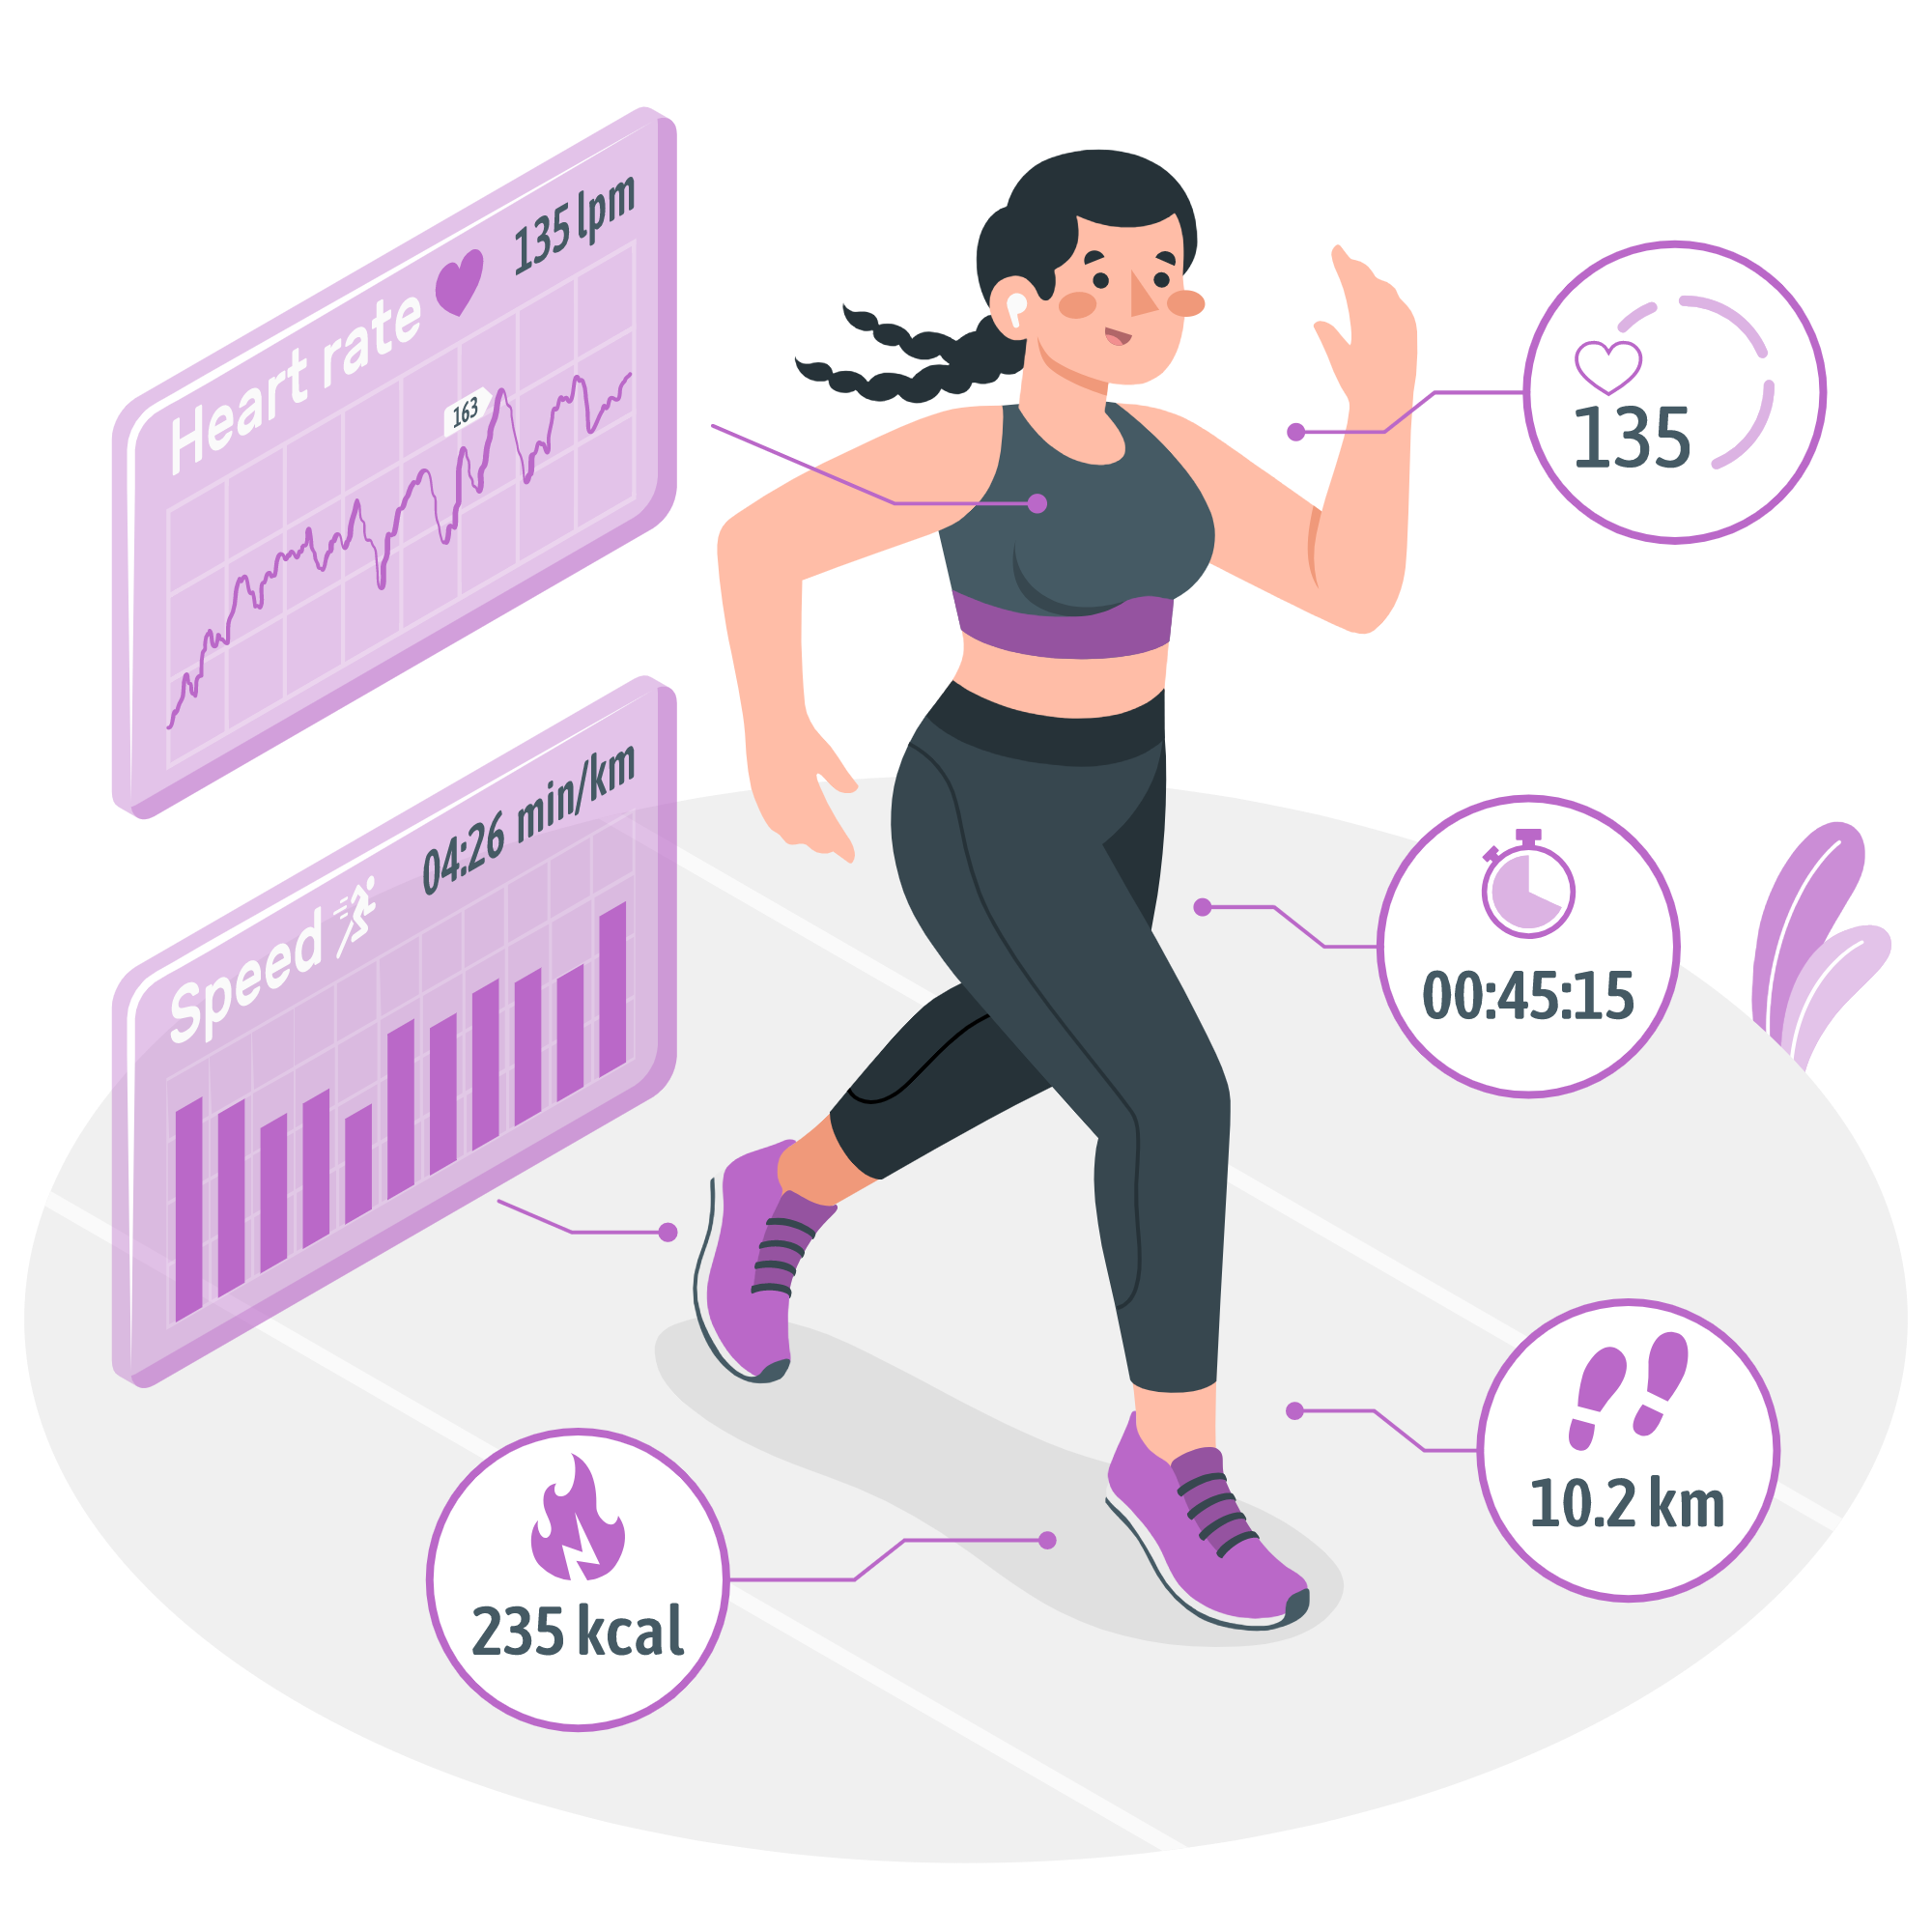 Heart rate 135 lpm
163
135
Speed 04:26 min/km
00:45:15
10.2 km
235 kcal